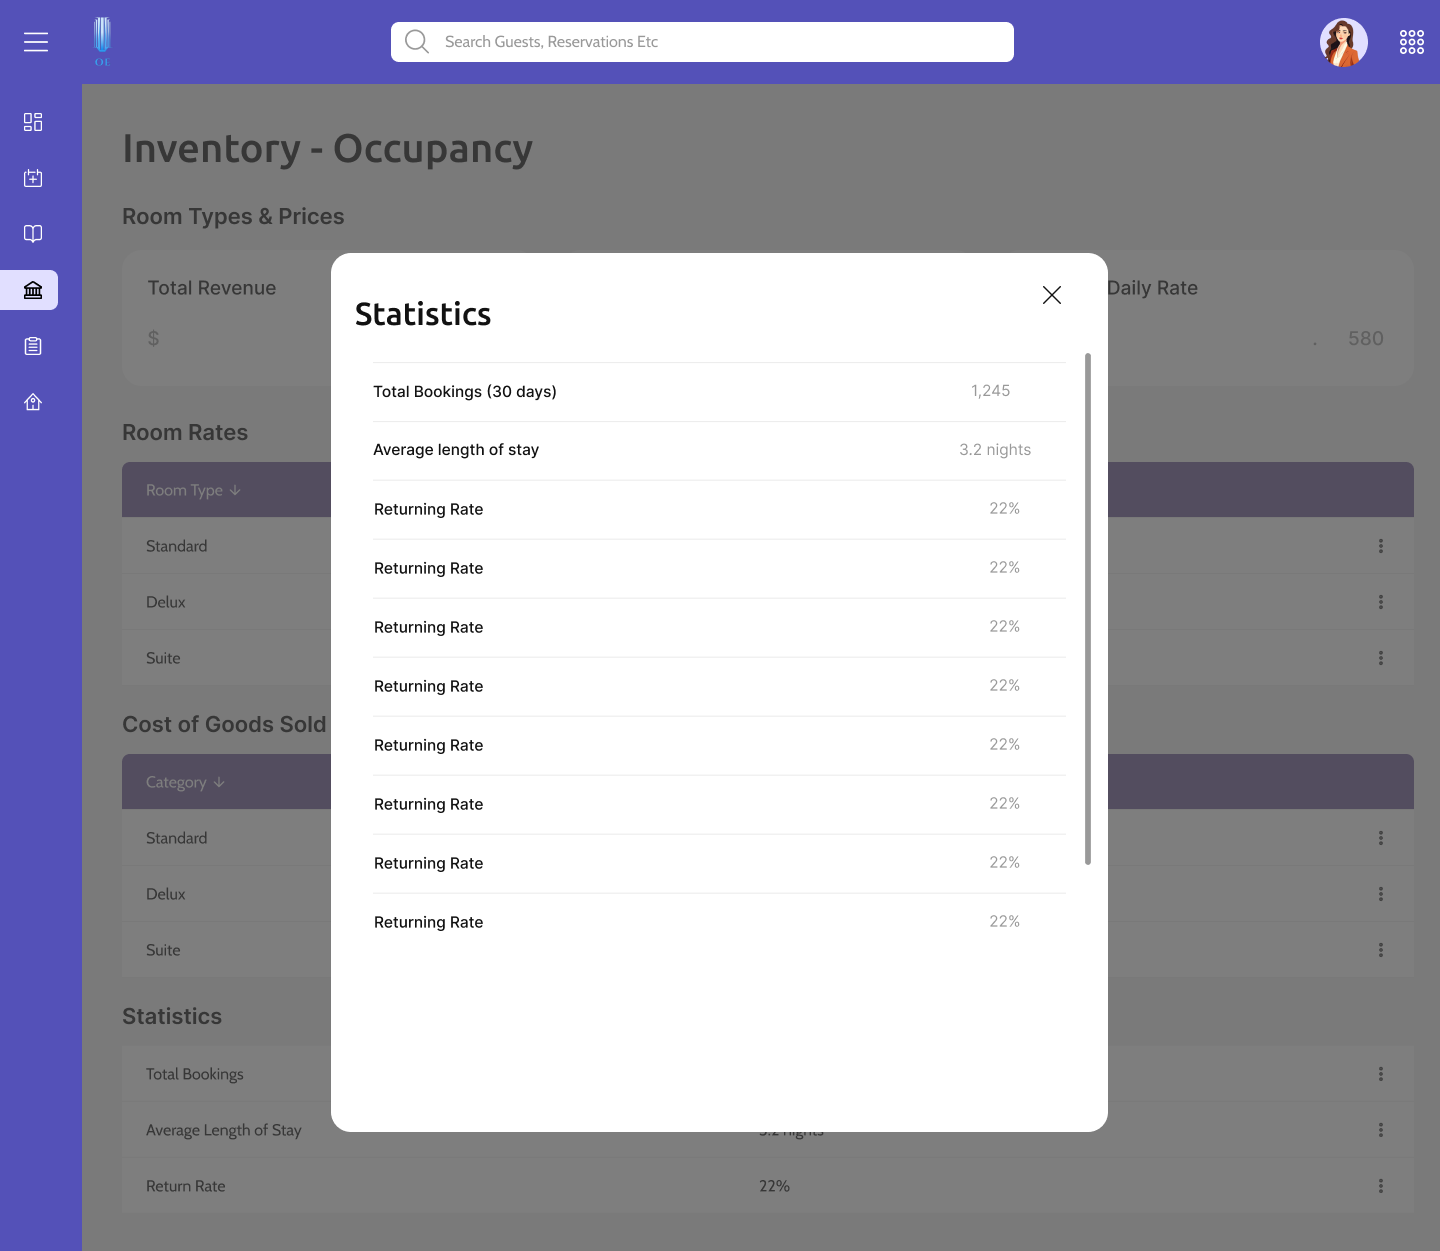 OE
Search Guests, Reservations Etc
Inventory - Occupancy
Room Types & Prices
Total Revenue
Daily Rate
$
. 580
Statistics
Total Bookings (30 days) 1,245
Average length of stay 3.2 nights
Returning Rate 22%
Returning Rate 22%
Returning Rate 22%
Returning Rate 22%
Returning Rate 22%
Returning Rate 22%
Returning Rate 22%
Returning Rate 22%
Room Rates
Room Type ↓
Standard
Delux
Suite
Cost of Goods Sold
Category ↓
Standard
Delux
Suite
Statistics
Total Bookings
Average Length of Stay 3.2 nights
Return Rate 22%